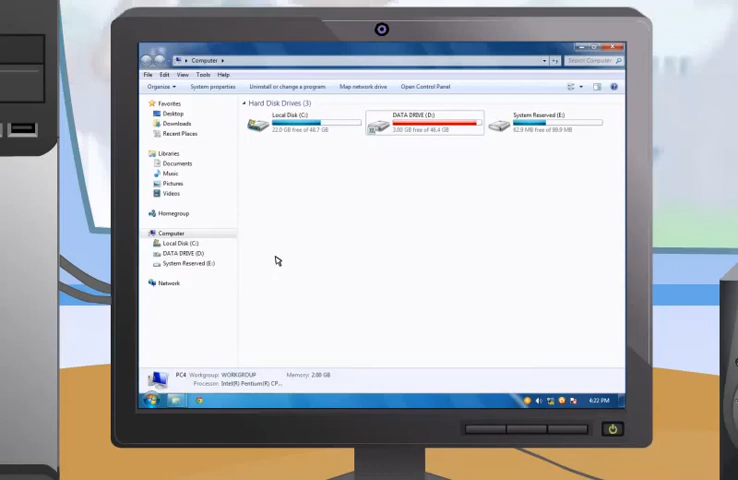 Computer
Search Computer
File Edit View Tools Help
Organize System properties Uninstall or change a program Map network drive Open Control Panel
Favorites
Desktop
Downloads
Recent Places
Libraries
Documents
Music
Pictures
Videos
Homegroup
Computer
Local Disk (C:)
DATA DRIVE (D:)
System Reserved (E:)
Network
Hard Disk Drives (3)
Local Disk (C:)
22.0 GB free of 48.7 GB
DATA DRIVE (D:)
3.00 GB free of 46.4 GB
System Reserved (E:)
62.9 MB free of 99.9 MB
PC4 Workgroup: WORKGROUP Memory: 2.00 GB
Processor: Intel(R) Pentium(R) CP...
4:22 PM